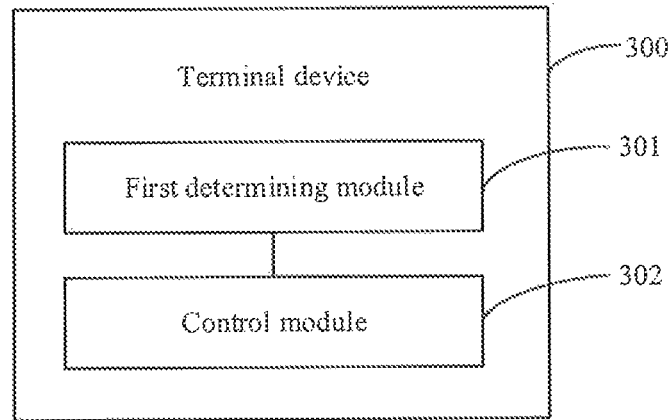 300
Terminal device
301
First determining module
302
Control module